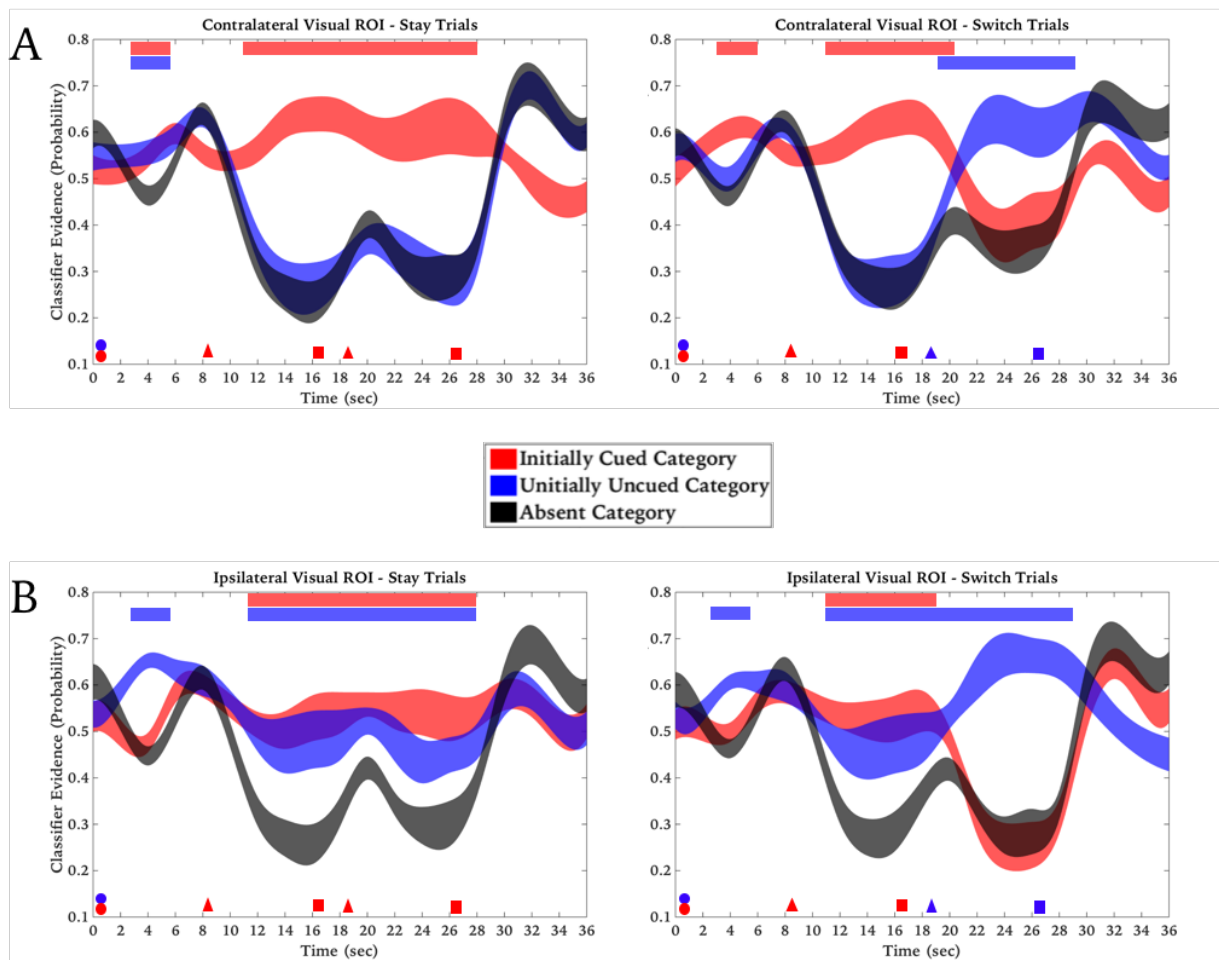 A
Contralateral Visual ROI - Stay Trials
Classifier Evidence (Probability)
0.8
0.7
0.6
0.5
0.4
0.3
0.2
0.1
0 2 4 6 8 10 12 14 16 18 20 22 24 26 28 30 32 34 36
Time (sec)
Contralateral Visual ROI - Switch Trials
0.8
0.7
0.6
0.5
0.4
0.3
0.2
0.1
0 2 4 6 8 10 12 14 16 18 20 22 24 26 28 30 32 34 36
Time (sec)
Initially Cued Category
Unitially Uncued Category
Absent Category
B
Ipsilateral Visual ROI - Stay Trials
Classifier Evidence (Probability)
0.8
0.7
0.6
0.5
0.4
0.3
0.2
0.1
0 2 4 6 8 10 12 14 16 18 20 22 24 26 28 30 32 34 36
Time (sec)
Ipsilateral Visual ROI - Switch Trials
0.8
0.7
0.6
0.5
0.4
0.3
0.2
0.1
0 2 4 6 8 10 12 14 16 18 20 22 24 26 28 30 32 34 36
Time (sec)